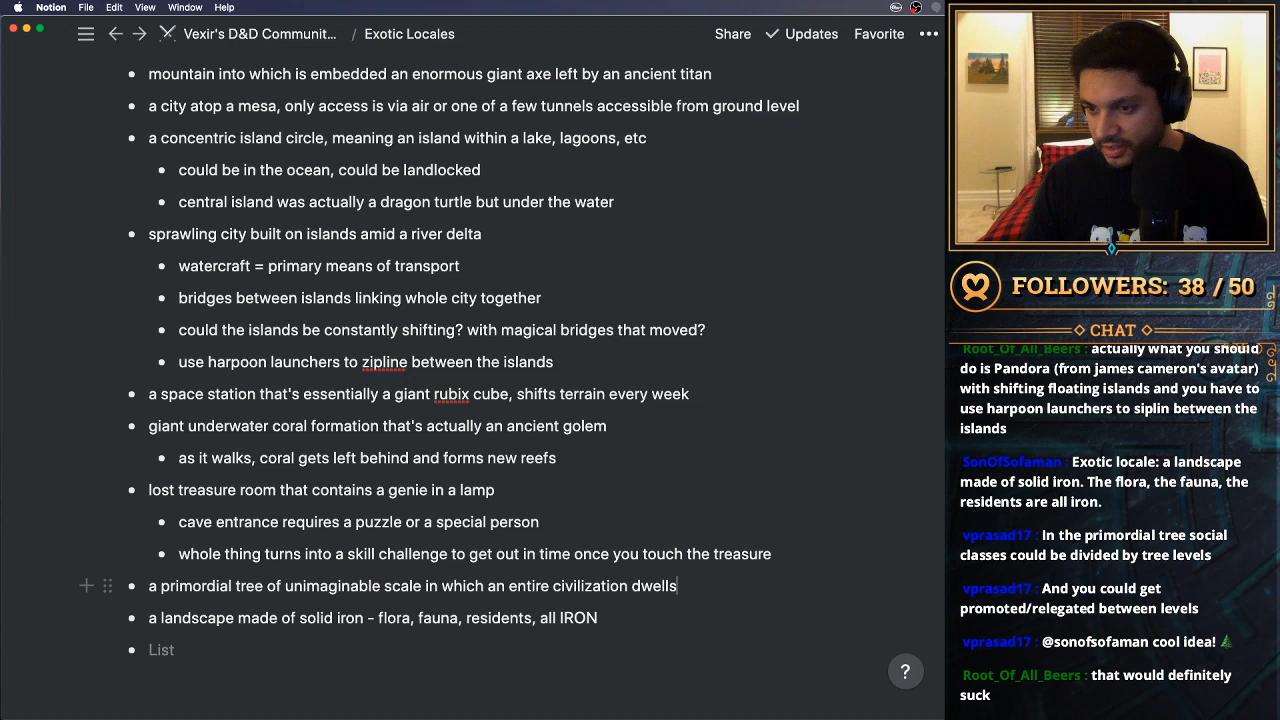 Notion File Edit View Window Help
Vexir's D&D Communit... / Exotic Locales
Share Updates Favorite •••
mountain into which is embedded an enormous giant axe left by an ancient titan
a city atop a mesa, only access is via air or one of a few tunnels accessible from ground level
a concentric island circle, meaning an island within a lake, lagoons, etc
could be in the ocean, could be landlocked
central island was actually a dragon turtle but under the water
sprawling city built on islands amid a river delta
watercraft = primary means of transport
bridges between islands linking whole city together
could the islands be constantly shifting? with magical bridges that moved?
use harpoon launchers to zipline between the islands
a space station that's essentially a giant rubix cube, shifts terrain every week
giant underwater coral formation that's actually an ancient golem
as it walks, coral gets left behind and forms new reefs
lost treasure room that contains a genie in a lamp
cave entrance requires a puzzle or a special person
whole thing turns into a skill challenge to get out in time once you touch the treasure
a primordial tree of unimaginable scale in which an entire civilization dwells
a landscape made of solid iron - flora, fauna, residents, all IRON
List
?
FOLLOWERS: 38 / 50
CHAT
Root_Of_All_Beers : actually what you should
do is Pandora (from james cameron's avatar)
with shifting floating islands and you have to
use harpoon launchers to siplin between the
islands
SonOfSofaman : Exotic locale: a landscape
made of solid iron. The flora, the fauna, the
residents are all iron.
vprasad17 : In the primordial tree social
classes could be divided by tree levels
vprasad17 : And you could get
promoted/relegated between levels
vprasad17 : @sonofsofaman cool idea!
Root_Of_All_Beers : that would definitely
suck